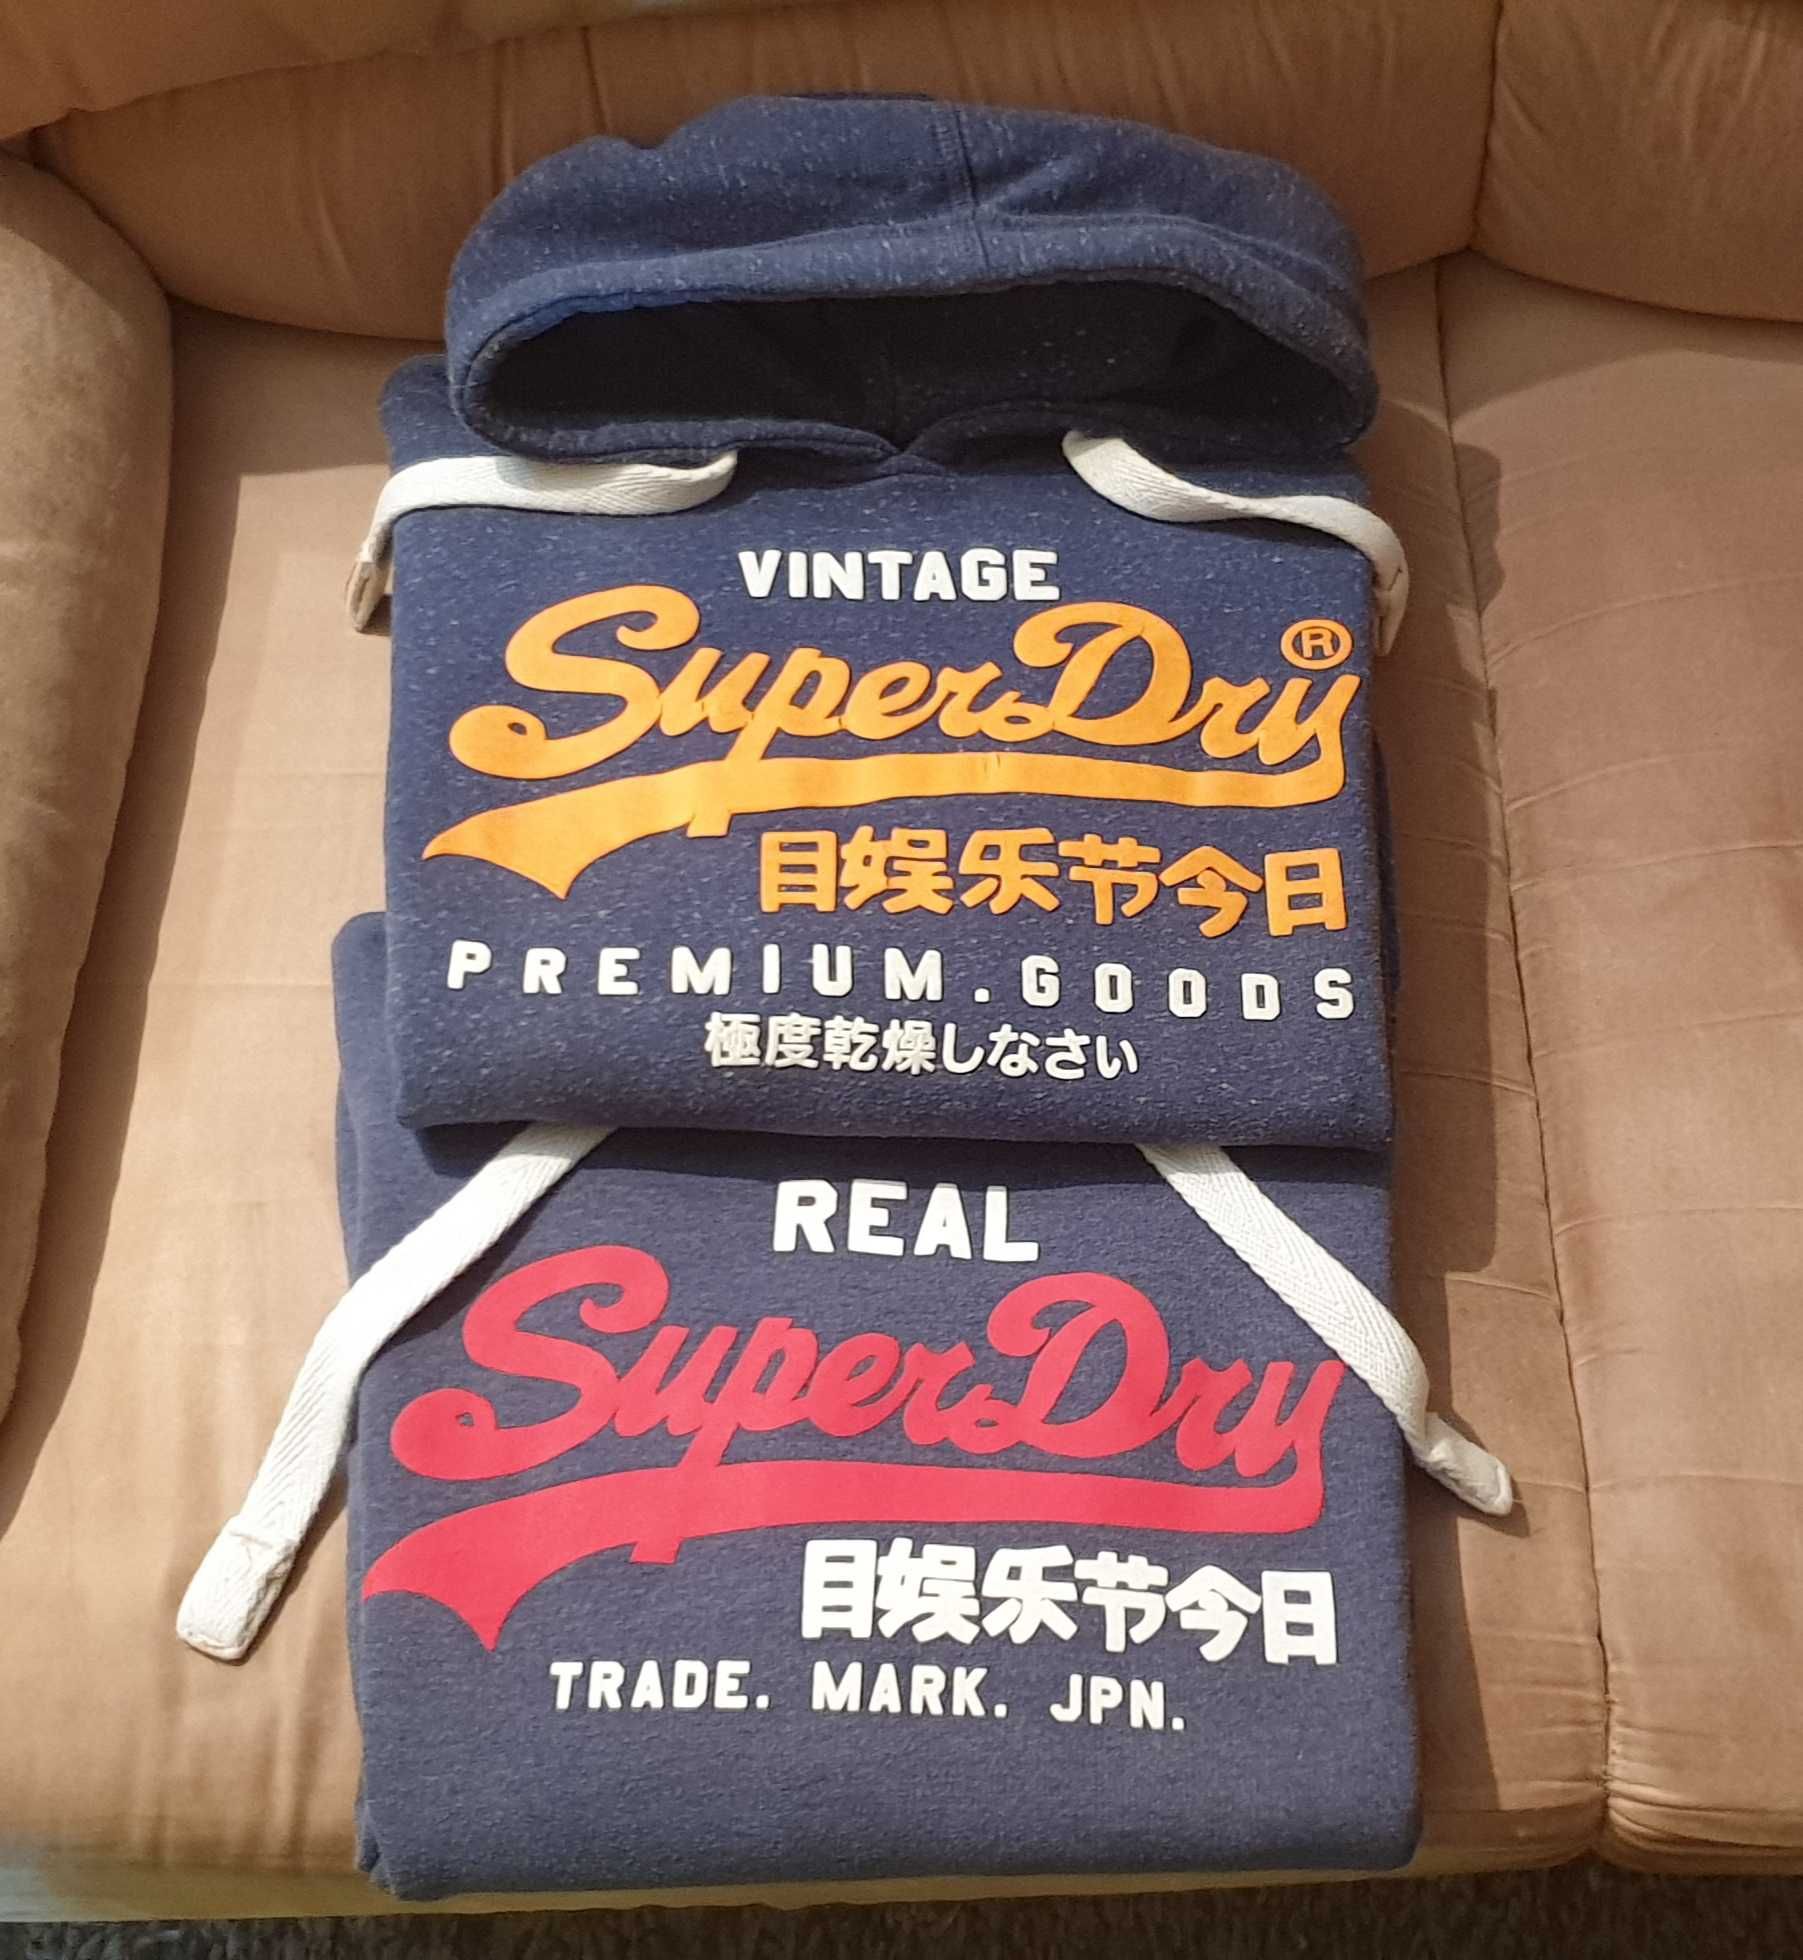 VINTAGE
SuperDry®
目娱乐节今日
PREMIUM.GOODS
極度乾燥しなさい
REAL
SuperDry
目娱乐节今日
TRADE. MARK. JPN.